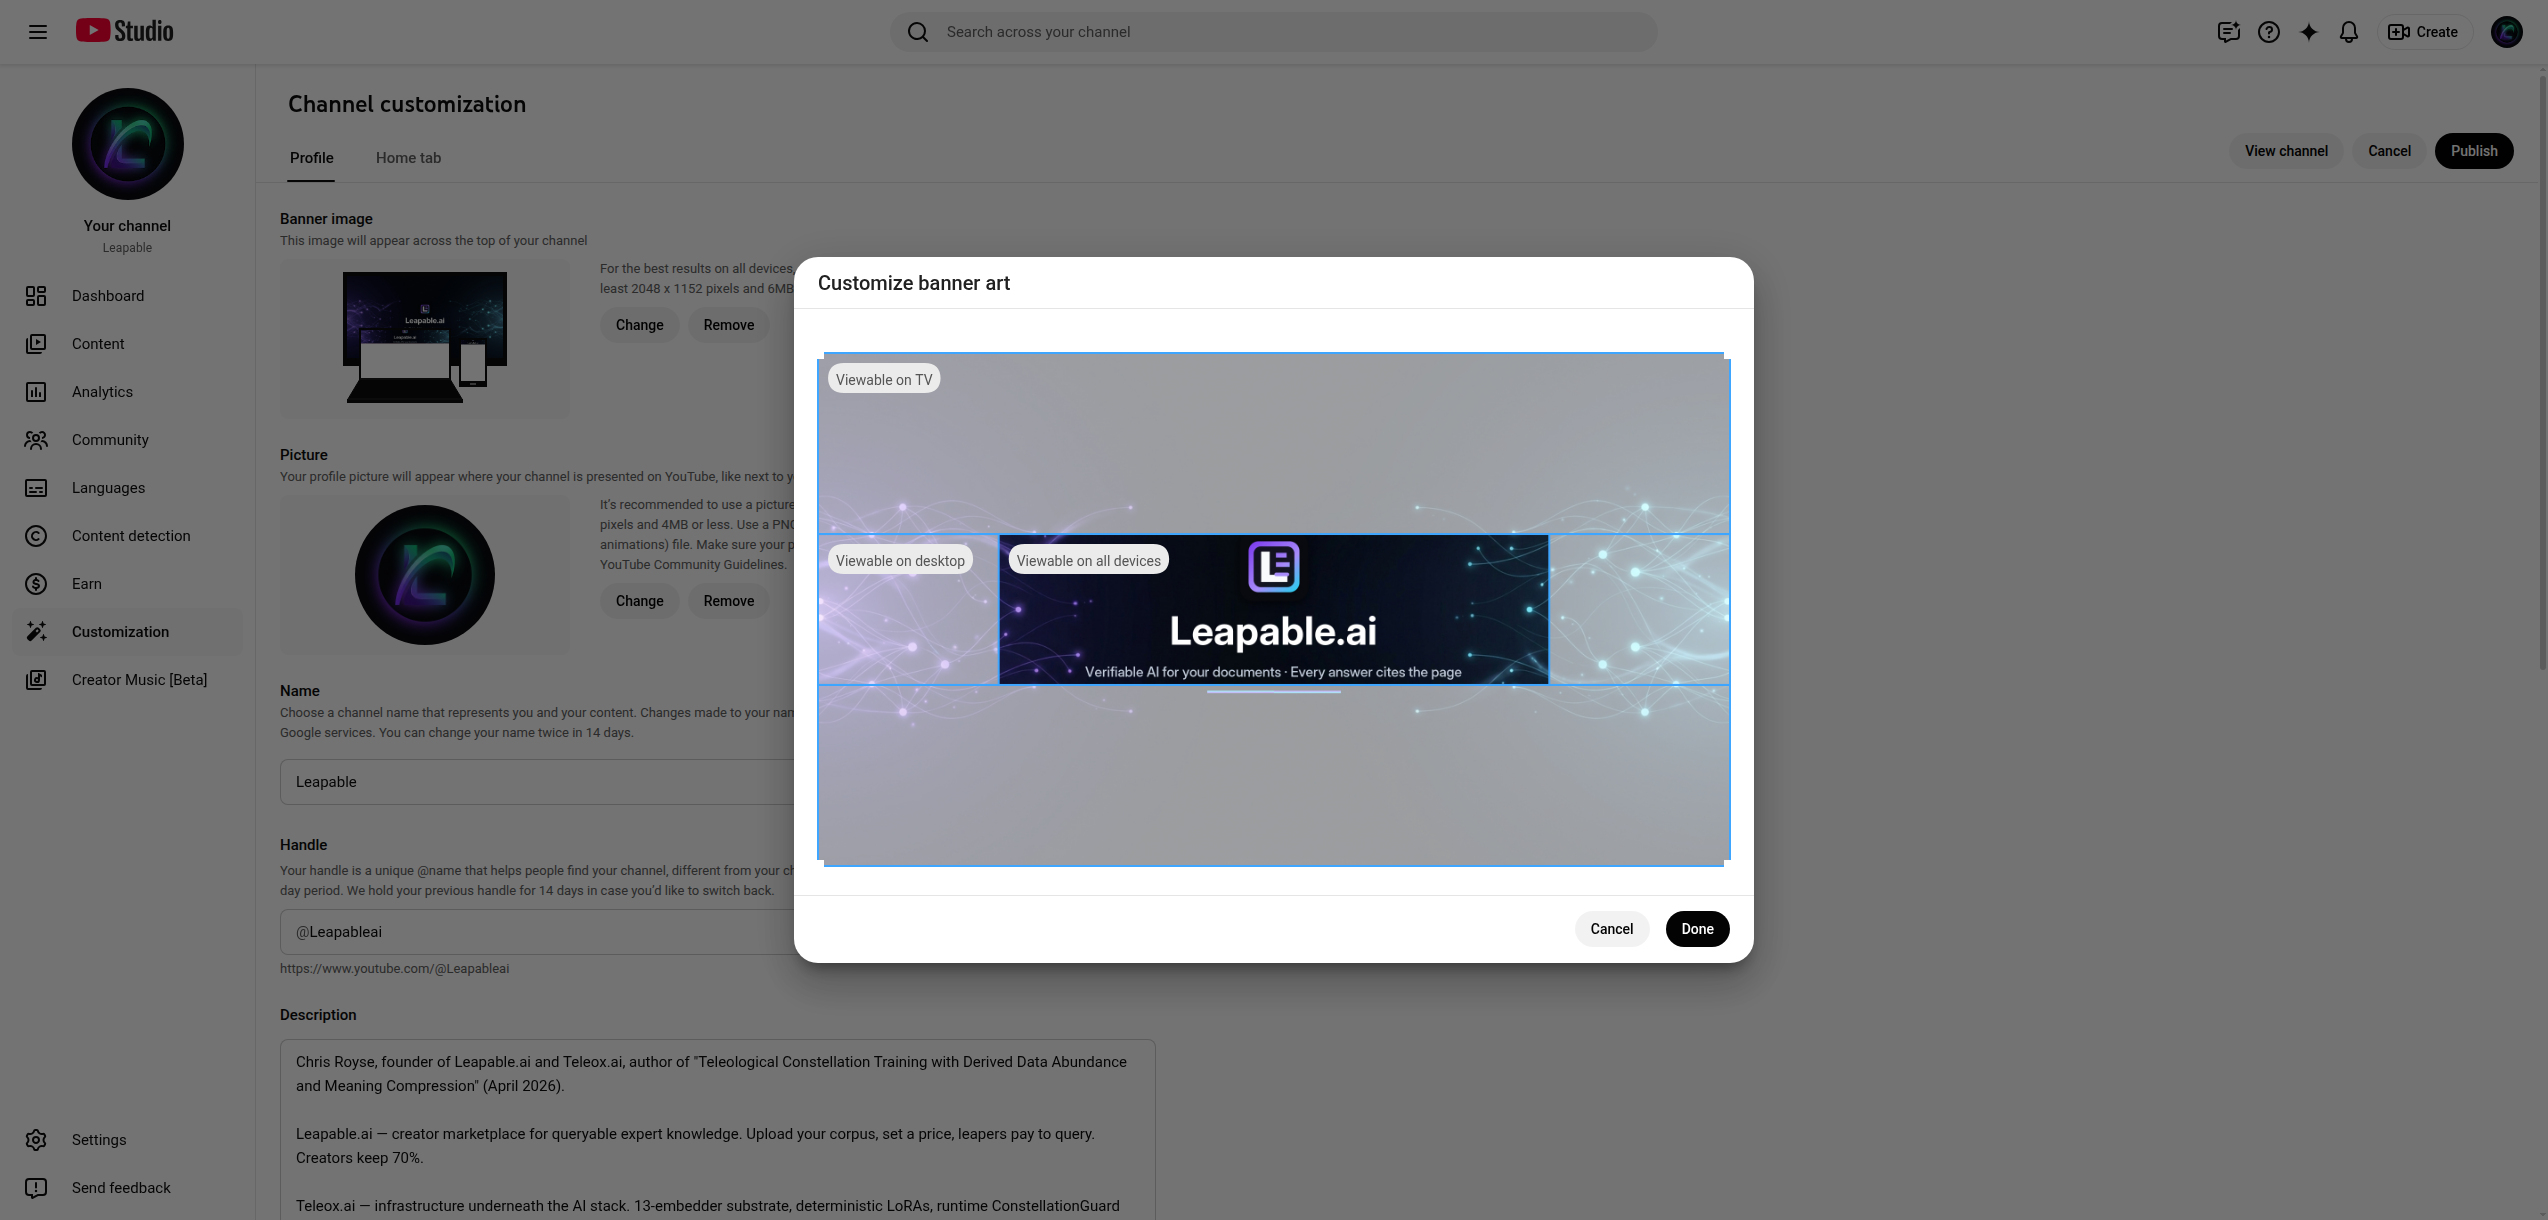 Studio
Search across your channel
Create
Channel customization
Profile
Home tab
View channel
Cancel
Publish
Your channel
Leapable
Dashboard
Content
Analytics
Community
Languages
Content detection
Earn
Customization
Creator Music [Beta]
Settings
Send feedback
Banner image
This image will appear across the top of your channel
Leapable.ai
For the best results on all devices,
least 2048 x 1152 pixels and 6MB
Change
Remove
Picture
Your profile picture will appear where your channel is presented on YouTube, like next to y
It's recommended to use a picture
pixels and 4MB or less. Use a PNG
animations) file. Make sure your p
YouTube Community Guidelines.
Change
Remove
Name
Choose a channel name that represents you and your content. Changes made to your nam
Google services. You can change your name twice in 14 days.
Leapable
Handle
Your handle is a unique @name that helps people find your channel, different from your ch
day period. We hold your previous handle for 14 days in case you'd like to switch back.
@Leapableai
https://www.youtube.com/@Leapableai
Description
Chris Royse, founder of Leapable.ai and Teleox.ai, author of "Teleological Constellation Training with Derived Data Abundance
and Meaning Compression" (April 2026).
Leapable.ai — creator marketplace for queryable expert knowledge. Upload your corpus, set a price, leapers pay to query.
Creators keep 70%.
Teleox.ai — infrastructure underneath the AI stack. 13-embedder substrate, deterministic LoRAs, runtime ConstellationGuard
Customize banner art
Viewable on TV
Viewable on desktop
Viewable on all devices
LE
Leapable.ai
Verifiable AI for your documents · Every answer cites the page
Cancel
Done